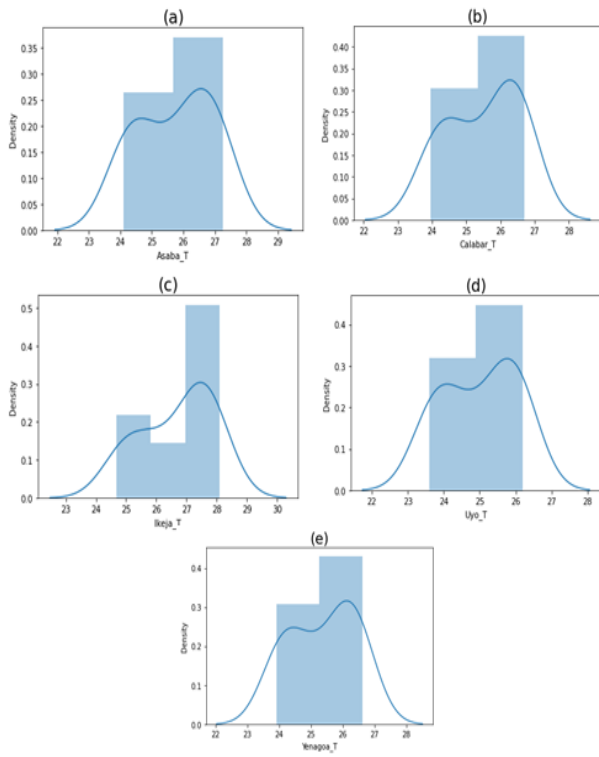 (a)
0.35
0.30
0.25
0.20
0.15
0.10
0.05
0.00
Density
22 23 24 25 26 27 28 29
Asaba_T
(b)
0.40
0.35
0.30
0.25
0.20
0.15
0.10
0.05
0.00
Density
22 23 24 25 26 27 28
Calabar_T
(c)
0.5
0.4
0.3
0.2
0.1
0.0
Density
23 24 25 26 27 28 29 30
Ikeja_T
(d)
0.4
0.3
0.2
0.1
0.0
Density
22 23 24 25 26 27 28
Uyo_T
(e)
0.4
0.3
0.2
0.1
0.0
Density
22 23 24 25 26 27 28
Yenagoa_T